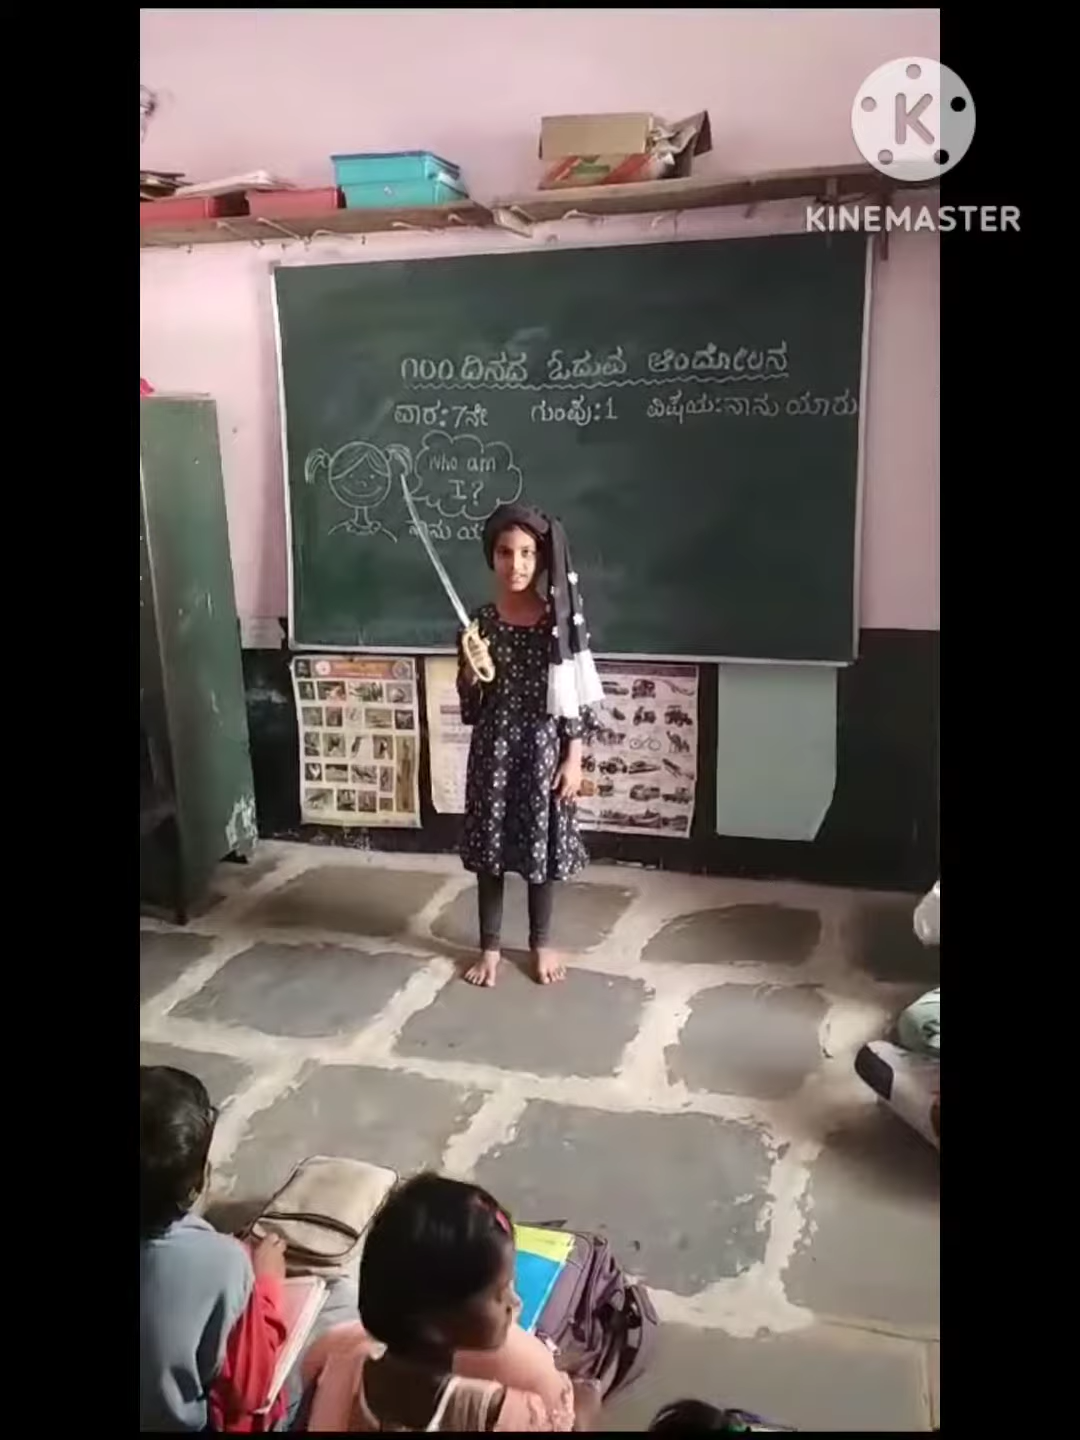 KINEMASTER
೧೦೦ ದಿನದ ಓದುವ ಆಂದೋಲನ
ವಾರ: 7ನೇ ಗುಂಪು: 1 ವಿಷಯ: ನಾನು ಯಾರು
Who am
I?
ನಾನು